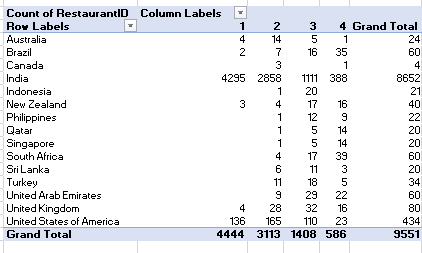 Count of RestaurantID Column Labels
Row Labels 1 2 3 4 Grand Total
Australia 4 14 5 1 24
Brazil 2 7 16 35 60
Canada 3 1 4
India 4295 2858 1111 388 8652
Indonesia 1 20 21
New Zealand 3 4 17 16 40
Philippines 1 12 9 22
Qatar 1 5 14 20
Singapore 1 5 14 20
South Africa 4 17 39 60
Sri Lanka 6 11 3 20
Turkey 11 18 5 34
United Arab Emirates 9 29 22 60
United Kingdom 4 28 32 16 80
United States of America 136 165 110 23 434
Grand Total 4444 3113 1408 586 9551